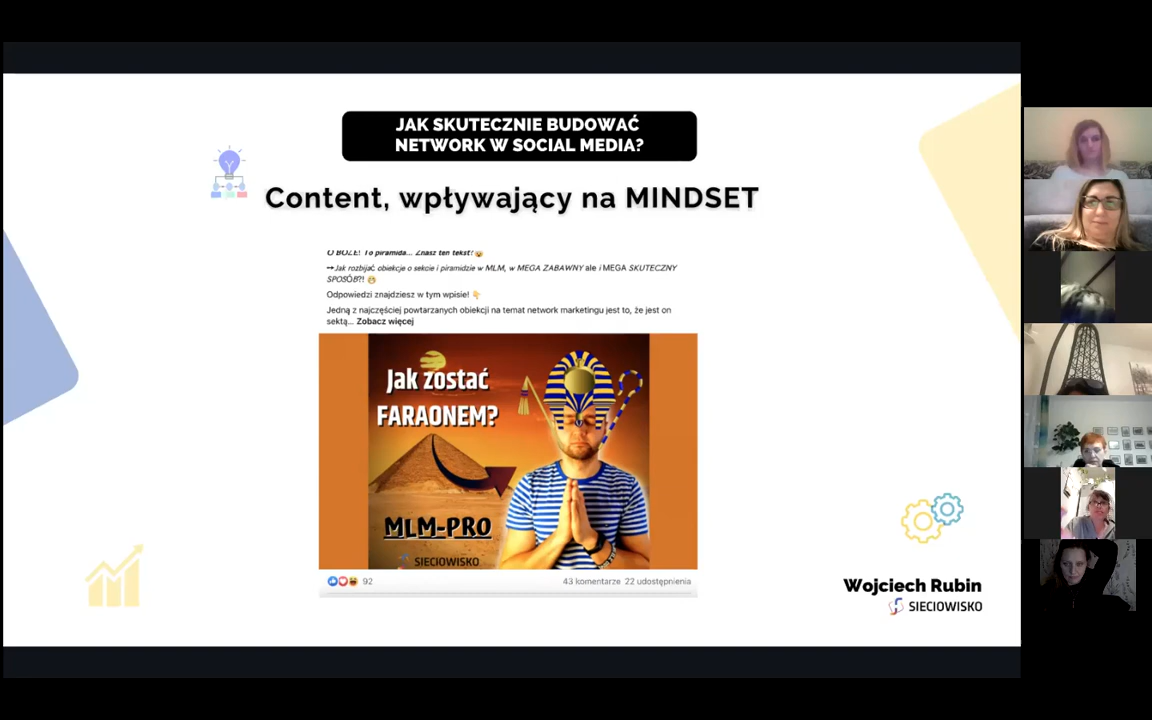 JAK SKUTECZNIE BUDOWAĆ
NETWORK W SOCIAL MEDIA?
Content, wpływający na MINDSET
O BOŻE! To piramida... Znasz ten tekst?
Jak rozbijać obiekcje o sekcie i piramidzie w MLM, w MEGA ZABAWNY ale i MEGA SKUTECZNY
SPOSÓB?!
Odpowiedzi znajdziesz w tym wpisie!
Jedną z najczęściej powtarzanych obiekcji na temat network marketingu jest to, że jest on
sektą... Zobacz więcej
Jak zostać
FARAONEM?
MLM-PRO
SIECIOWISKO
92
43 komentarze 22 udostępnienia
Wojciech Rubin
SIECIOWISKO